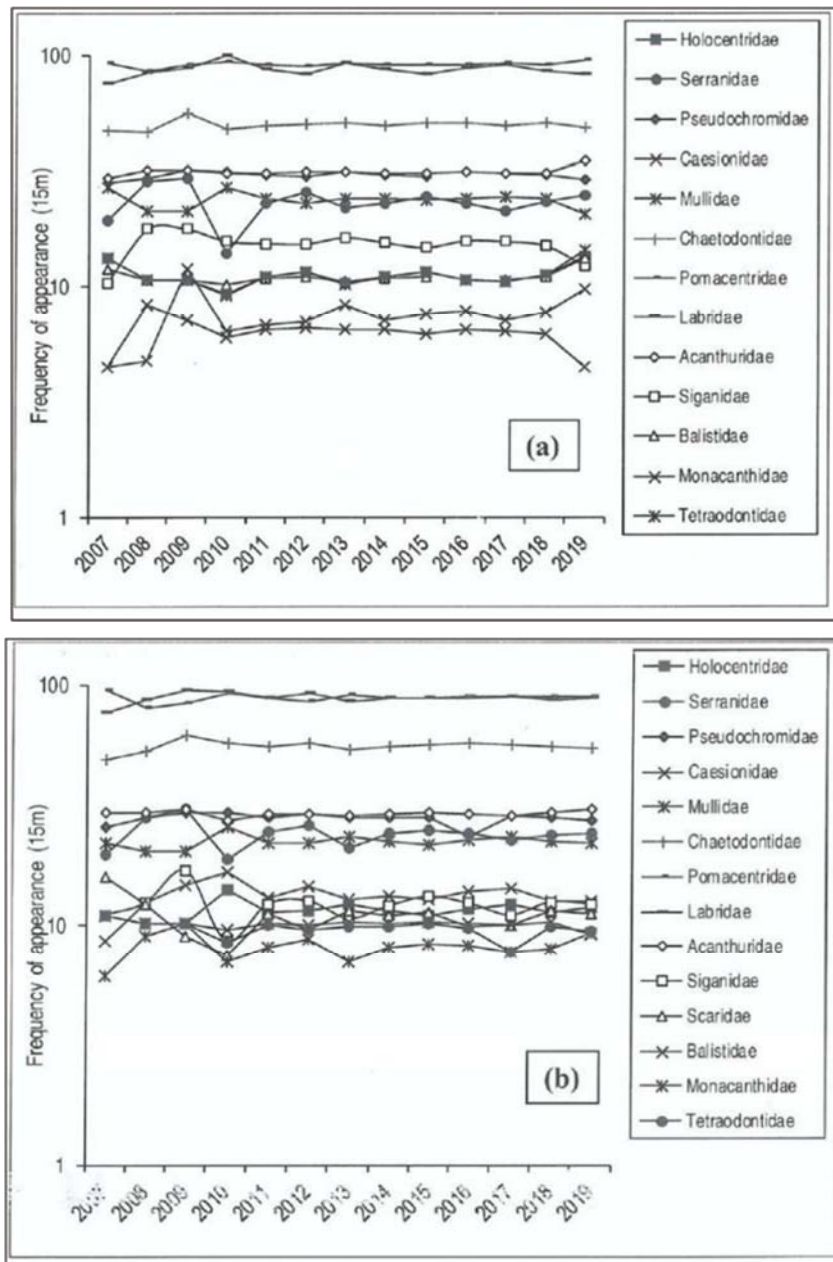 100
10
1
Frequency of appearance (15m)
2007
2008
2009
2010
2011
2012
2013
2014
2015
2016
2017
2018
2019
(a)
Holocentridae
Serranidae
Pseudochromidae
Caesionidae
Mullidae
Chaetodontidae
Pomacentridae
Labridae
Acanthuridae
Siganidae
Balistidae
Monacanthidae
Tetraodontidae
100
10
1
Frequency of appearance (15m)
2008
2009
2010
2011
2012
2013
2014
2015
2016
2017
2018
2019
(b)
Holocentridae
Serranidae
Pseudochromidae
Caesionidae
Mullidae
Chaetodontidae
Pomacentridae
Labridae
Acanthuridae
Siganidae
Scaridae
Balistidae
Monacanthidae
Tetraodontidae